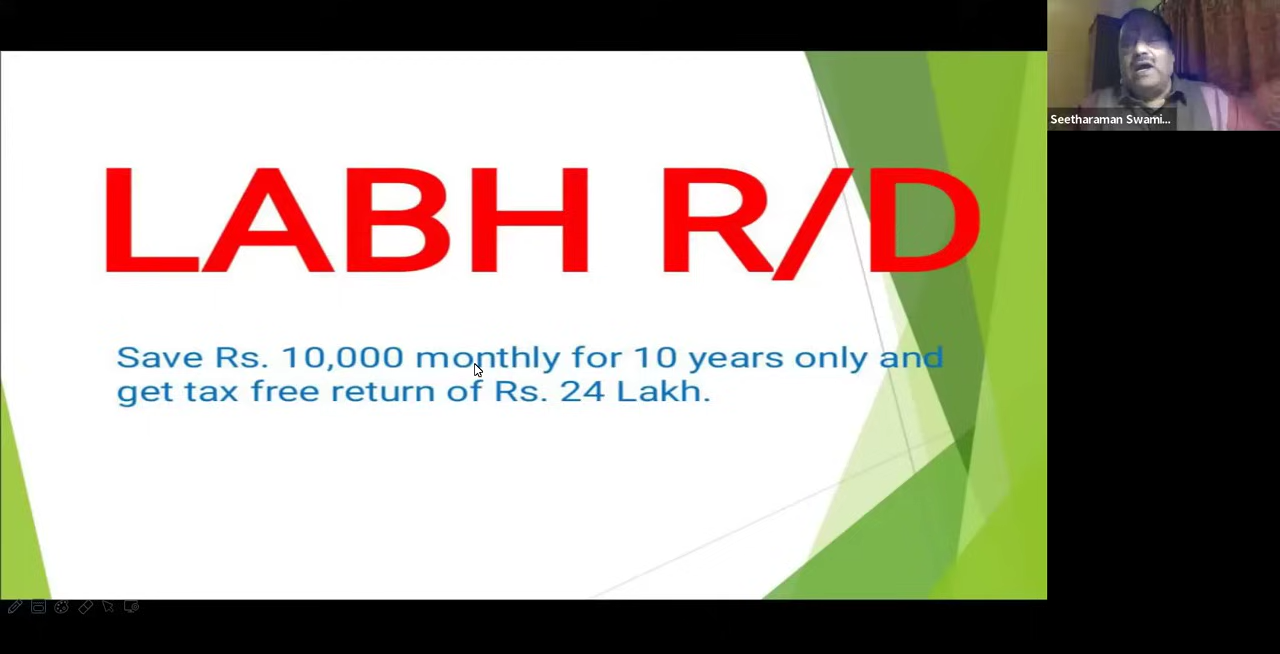 LABH R/D
Save Rs. 10,000 monthly for 10 years only and
get tax free return of Rs. 24 Lakh.
Seetharaman Swami...